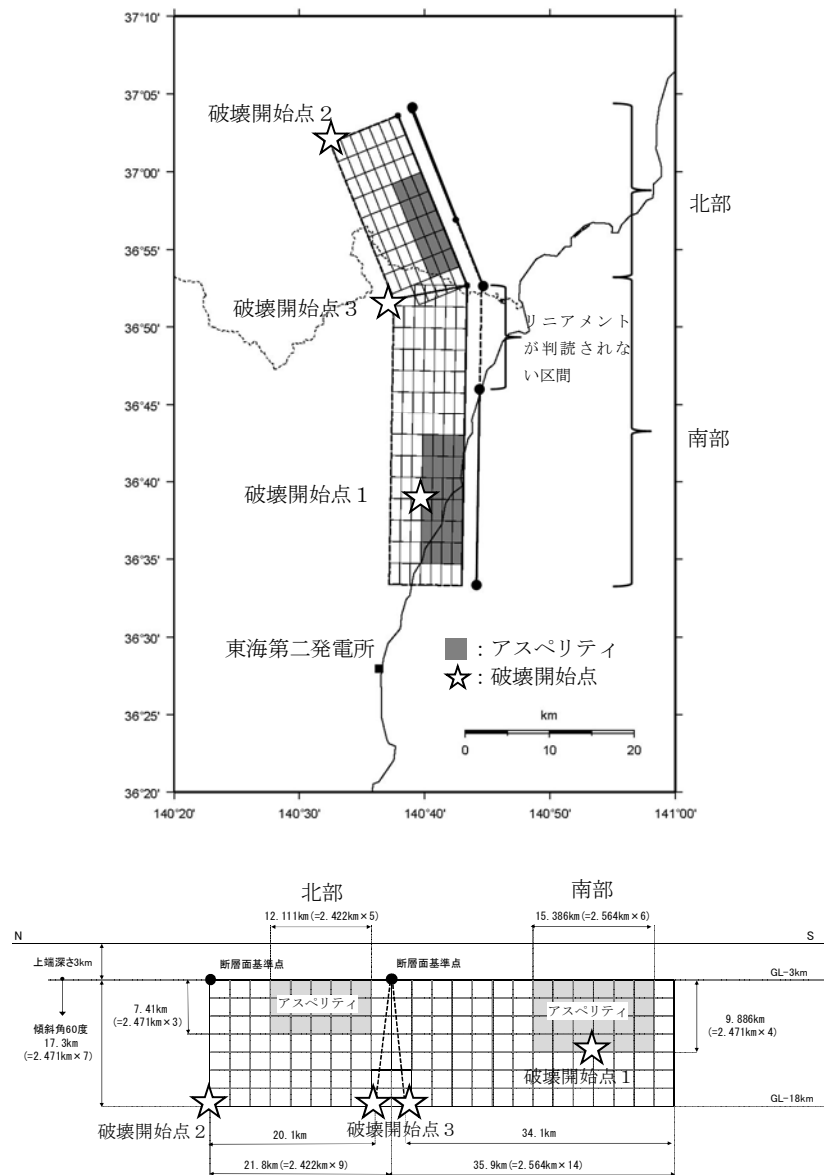 37°10'
37°05'
37°00'
36°55'
36°50'
36°45'
36°40'
36°35'
36°30'
36°25'
36°20'
140°20'
140°30'
140°40'
140°50'
141°00'
破壊開始点２
破壊開始点３
破壊開始点１
リニアメント
が判読されな
い区間
北部
南部
東海第二発電所
：アスペリティ
：破壊開始点
km
0 10 20
北部
南部
12.111km(=2.422km×5)
15.386km(=2.564km×6)
N
S
上端深さ3km
断層面基準点
断層面基準点
GL-3km
傾斜角60度
17.3km
(=2.471km×7)
7.41km
(=2.471km×3)
アスペリティ
アスペリティ
9.886km
(=2.471km×4)
破壊開始点１
GL-18km
破壊開始点２
破壊開始点３
20.1km
34.1km
21.8km(=2.422km×9)
35.9km(=2.564km×14)